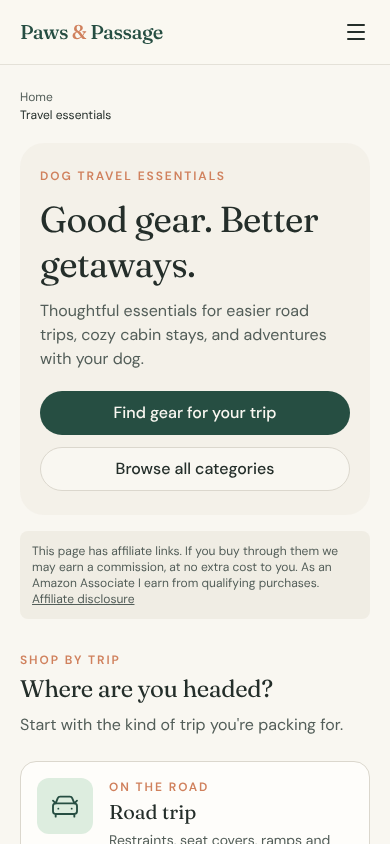 Paws & Passage
Home
Travel essentials
DOG TRAVEL ESSENTIALS
Good gear. Better
getaways.
Thoughtful essentials for easier road
trips, cozy cabin stays, and adventures
with your dog.
Find gear for your trip
Browse all categories
This page has affiliate links. If you buy through them we
may earn a commission, at no extra cost to you. As an
Amazon Associate I earn from qualifying purchases.
Affiliate disclosure
SHOP BY TRIP
Where are you headed?
Start with the kind of trip you're packing for.
ON THE ROAD
Road trip
Restraints, seat covers, ramps and